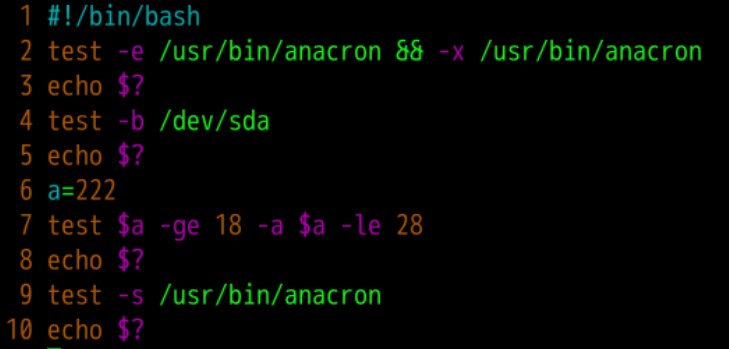 1 #!/bin/bash
2 test -e /usr/bin/anacron && -x /usr/bin/anacron
3 echo $?
4 test -b /dev/sda
5 echo $?
6 a=222
7 test $a -ge 18 -a $a -le 28
8 echo $?
9 test -s /usr/bin/anacron
10 echo $?